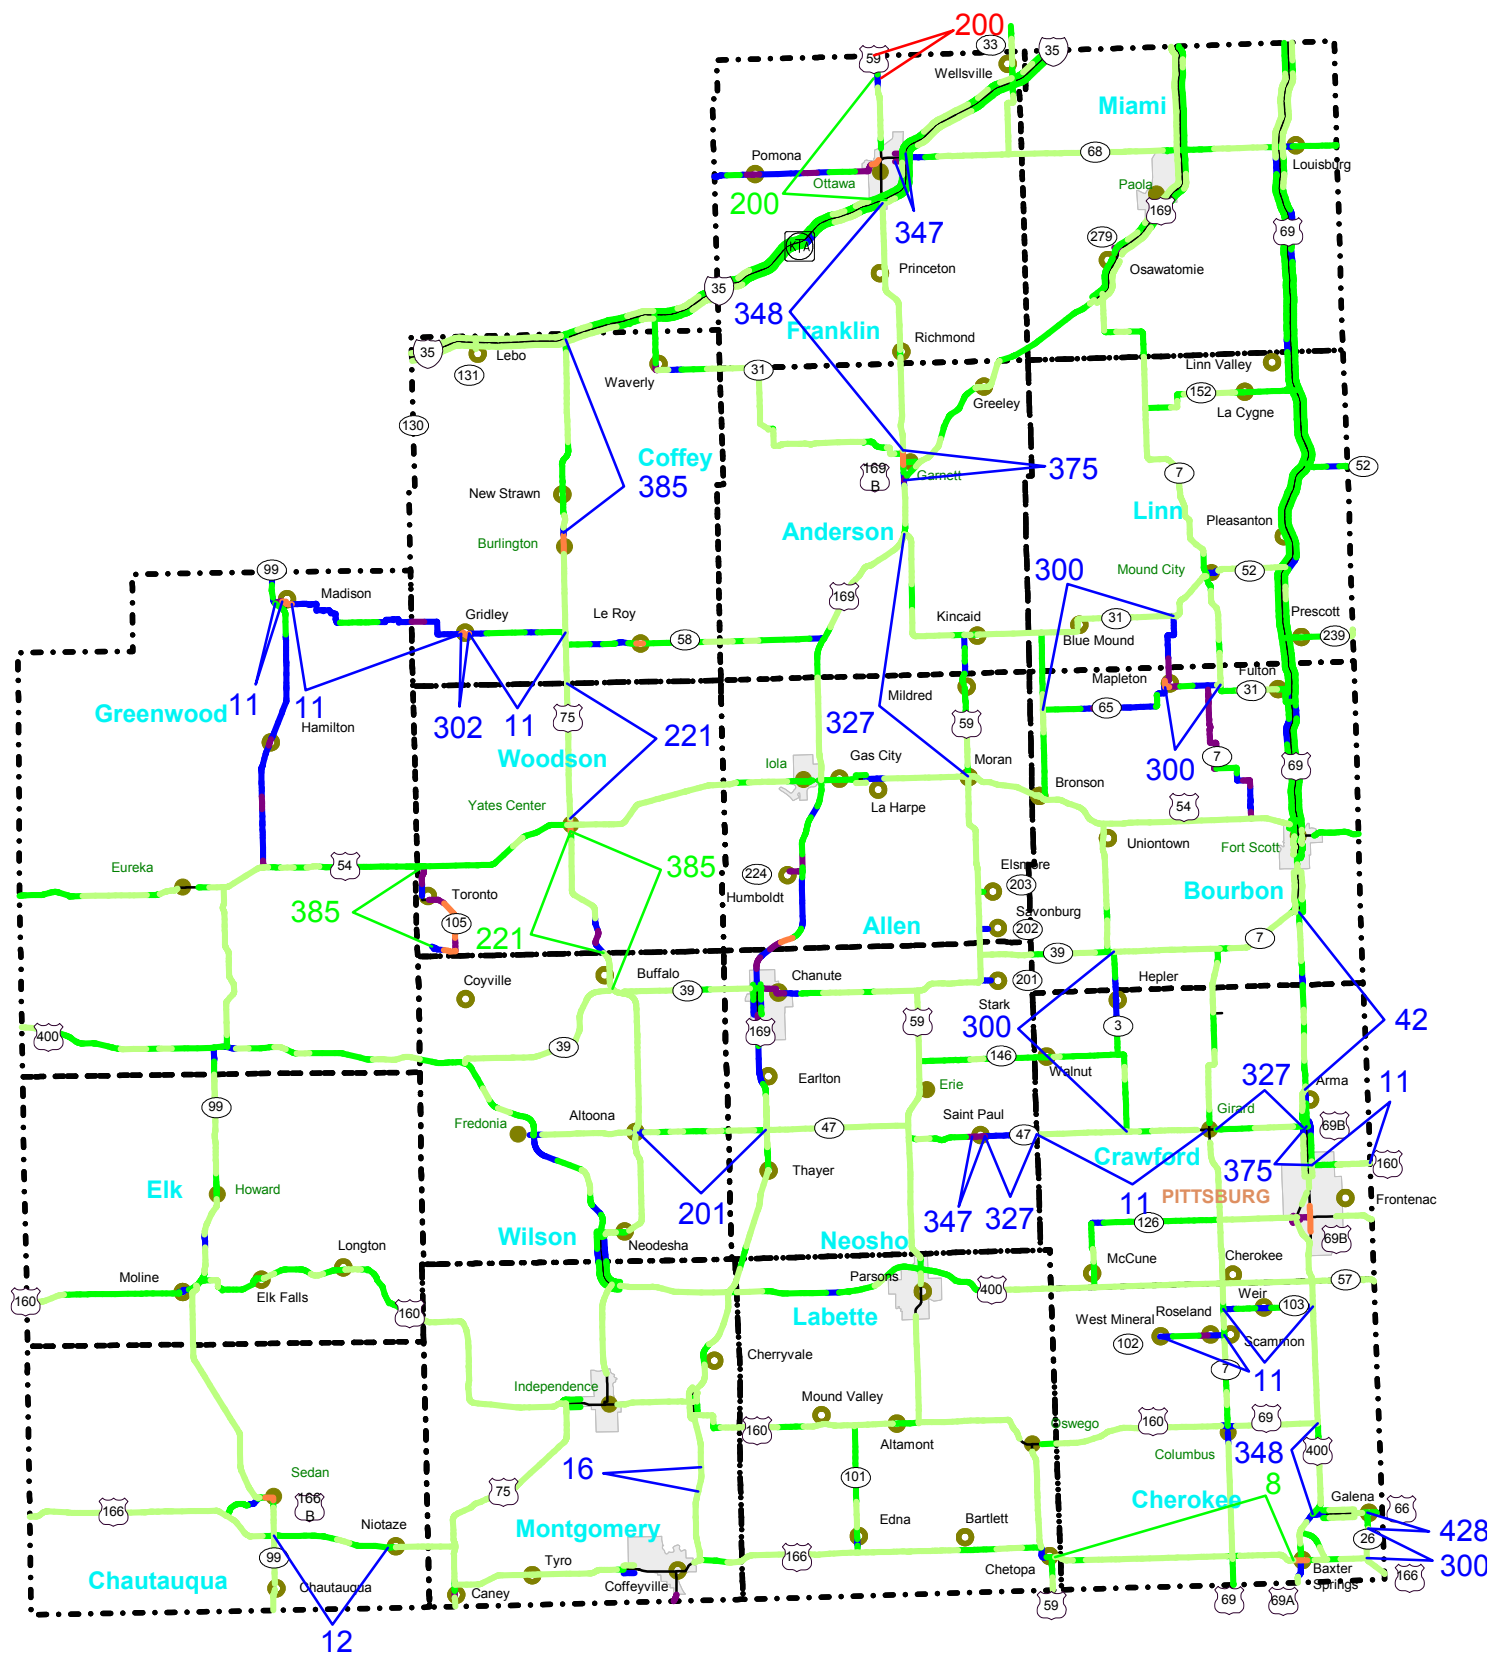 200
33
35
59
Wellsville
Miami
68
Pomona
Louisburg
Ottawa
Paola
200
169
347
69
279
KTA
Princeton
Osawatomie
35
348
Franklin
Richmond
35
Lebo
131
Waverly
31
Linn Valley
Greeley
152
La Cygne
130
Coffey
385
375
169
B
Garnett
7
52
New Strawn
Burlington
Anderson
Linn
Pleasanton
99
Madison
300
Mound City
52
169
Gridley
Le Roy
58
Kincaid
31
Blue Mound
Prescott
239
11
11
Greenwood
Hamilton
302
11
75
221
Woodson
Mildred
327
59
Mapleton
65
Fulton
31
300
7
Iola
Gas City
Moran
69
Bronson
La Harpe
54
Yates Center
Uniontown
Fort Scott
Eureka
54
385
224
Humboldt
Elsmore
203
Bourbon
Toronto
385
105
221
Allen
Savonburg
202
39
7
Buffalo
Coyville
39
Chanute
201
Stark
Hepler
400
39
169
59
300
3
42
146
Walnut
Earlton
Erie
327
Arma
11
99
Fredonia
Altoona
47
Saint Paul
47
Girard
69B
Crawford
375
160
Thayer
Elk
Howard
201
347
327
11
PITTSBURG
Frontenac
Wilson
Neodesha
Neosho
126
69B
Longton
McCune
Cherokee
57
Moline
Elk Falls
Parsons
400
160
160
Labette
Weir
103
West Mineral
Roseland
102
Scammon
Cherryvale
7
11
Independence
Mound Valley
160
Altamont
Oswego
160
69
Columbus
348
400
16
101
8
Sedan
166
B
75
166
Cherokee
Galena
66
Niotaze
Montgomery
Edna
Bartlett
428
26
99
Tyro
166
Chetopa
300
Chautauqua
Chautauqua
Caney
Coffeyville
Baxter
Springs
166
59
69
69A
12